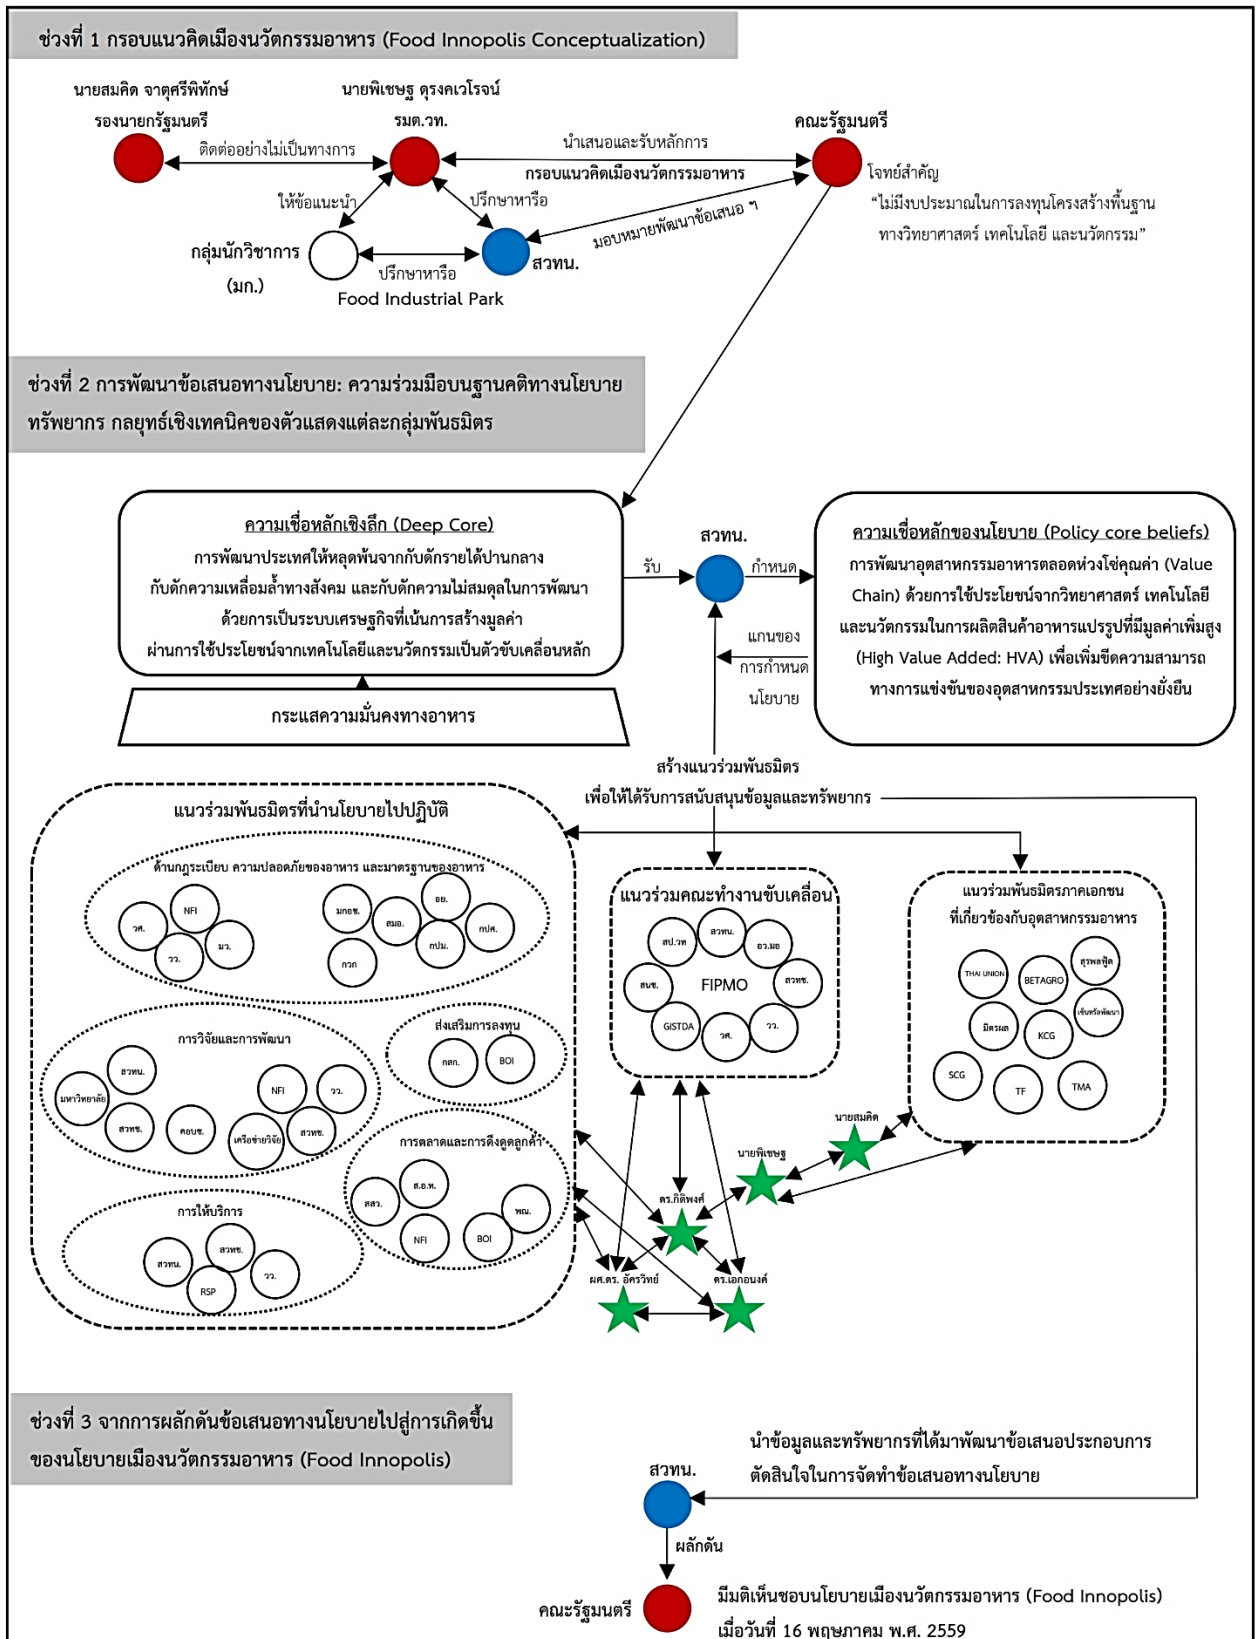 ช่วงที่ 1 กรอบแนวคิดเมืองนวัตกรรมอาหาร (Food Innopolis Conceptualization)
นายสมคิด จาตุศรีพิทักษ์
รองนายกรัฐมนตรี
นายพิเชษฐ ดุรงคเวโรจน์
รมต.วท.
คณะรัฐมนตรี
ติดต่ออย่างไม่เป็นทางการ
นำเสนอและรับหลักการ
กรอบแนวคิดเมืองนวัตกรรมอาหาร
โจทย์สำคัญ
“ไม่มีงบประมาณในการลงทุนโครงสร้างพื้นฐาน
ทางวิทยาศาสตร์ เทคโนโลยี และนวัตกรรม”
ให้ข้อแนะนำ
ปรึกษาหารือ
มอบหมายพัฒนาข้อเสนอ ฯ
กลุ่มนักวิชาการ
(มก.)
ปรึกษาหารือ
สวทน.
Food Industrial Park
ช่วงที่ 2 การพัฒนาข้อเสนอทางนโยบาย: ความร่วมมือบนฐานคติทางนโยบาย
ทรัพยากร กลยุทธ์เชิงเทคนิคของตัวแสดงแต่ละกลุ่มพันธมิตร
ความเชื่อหลักเชิงลึก (Deep Core)
การพัฒนาประเทศให้หลุดพ้นจากกับดักรายได้ปานกลาง
กับดักความเหลื่อมล้ำทางสังคม และกับดักความไม่สมดุลในการพัฒนา
ด้วยการเป็นระบบเศรษฐกิจที่เน้นการสร้างมูลค่า
ผ่านการใช้ประโยชน์จากเทคโนโลยีและนวัตกรรมเป็นตัวขับเคลื่อนหลัก
กระแสความมั่นคงทางอาหาร
รับ
สวทน.
กำหนด
แกนของ
การกำหนด
นโยบาย
ความเชื่อหลักของนโยบาย (Policy core beliefs)
การพัฒนาอุตสาหกรรมอาหารตลอดห่วงโซ่คุณค่า (Value
Chain) ด้วยการใช้ประโยชน์จากวิทยาศาสตร์ เทคโนโลยี
และนวัตกรรมในการผลิตสินค้าอาหารแปรรูปที่มีมูลค่าเพิ่มสูง
(High Value Added: HVA) เพื่อเพิ่มขีดความสามารถ
ทางการแข่งขันของอุตสาหกรรมประเทศอย่างยั่งยืน
สร้างแนวร่วมพันธมิตร
เพื่อให้ได้รับการสนับสนุนข้อมูลและทรัพยากร
แนวร่วมพันธมิตรที่นำนโยบายไปปฏิบัติ
ด้านกฎระเบียบ ความปลอดภัยของอาหาร และมาตรฐานของอาหาร
วศ.
NFI
วว.
มว.
มกอช.
สมอ.
อย.
กปม.
กปศ.
กวก
การวิจัยและการพัฒนา
มหาวิทยาลัย
สวทน.
สวทช.
คอบช.
เครือข่ายวิจัย
NFI
สวทช.
วว.
ส่งเสริมการลงทุน
กสก.
BOI
การตลาดและการดึงดูดลูกค้า
สสว.
ส.อ.ท.
NFI
BOI
พณ.
การให้บริการ
สวทน.
สวทช.
RSP
วว.
แนวร่วมคณะทำงานขับเคลื่อน
สป.วท
สวทน.
อว.มอ
สนช.
FIPMO
สวทช.
GISTDA
วศ.
วว.
แนวร่วมพันธมิตรภาคเอกชน
ที่เกี่ยวข้องกับอุตสาหกรรมอาหาร
THAI UNION
BETAGRO
สุรพลฟู้ด
มิตรผล
KCG
เซ็นทรัลพัฒนา
SCG
TF
TMA
นายสมคิด
นายพิเชษฐ
ดร.กิติพงศ์
ผศ.ดร. อัครวิทย์
ดร.เอกอนงค์
ช่วงที่ 3 จากการผลักดันข้อเสนอทางนโยบายไปสู่การเกิดขึ้น
ของนโยบายเมืองนวัตกรรมอาหาร (Food Innopolis)
นำข้อมูลและทรัพยากรที่ได้มาพัฒนาข้อเสนอประกอบการ
ตัดสินใจในการจัดทำข้อเสนอทางนโยบาย
สวทน.
ผลักดัน
คณะรัฐมนตรี
มีมติเห็นชอบนโยบายเมืองนวัตกรรมอาหาร (Food Innopolis)
เมื่อวันที่ 16 พฤษภาคม พ.ศ. 2559